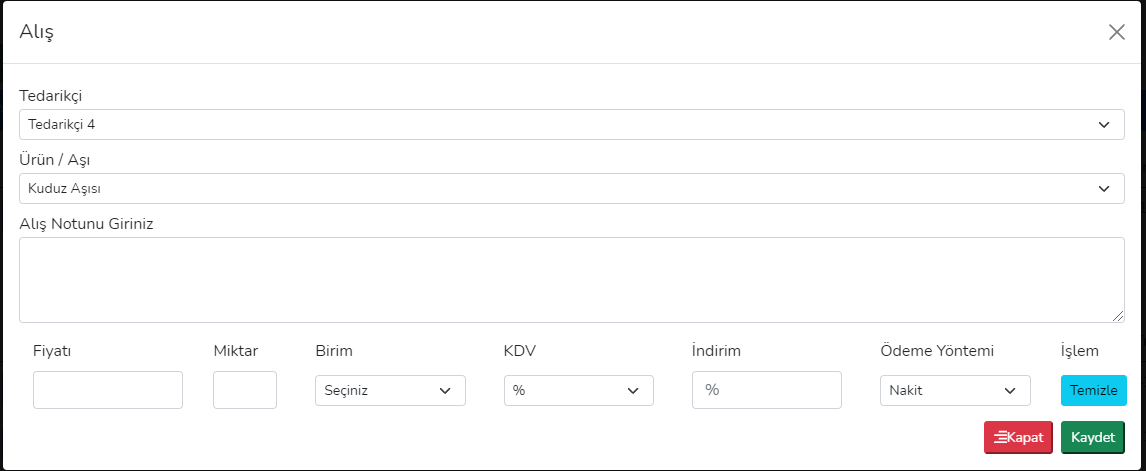 Alış
Tedarikçi
Tedarikçi 4
Ürün / Aşı
Kuduz Aşısı
Alış Notunu Giriniz
Fiyatı Miktar Birim KDV İndirim Ödeme Yöntemi İşlem
Seçiniz % % Nakit Temizle
Kapat Kaydet